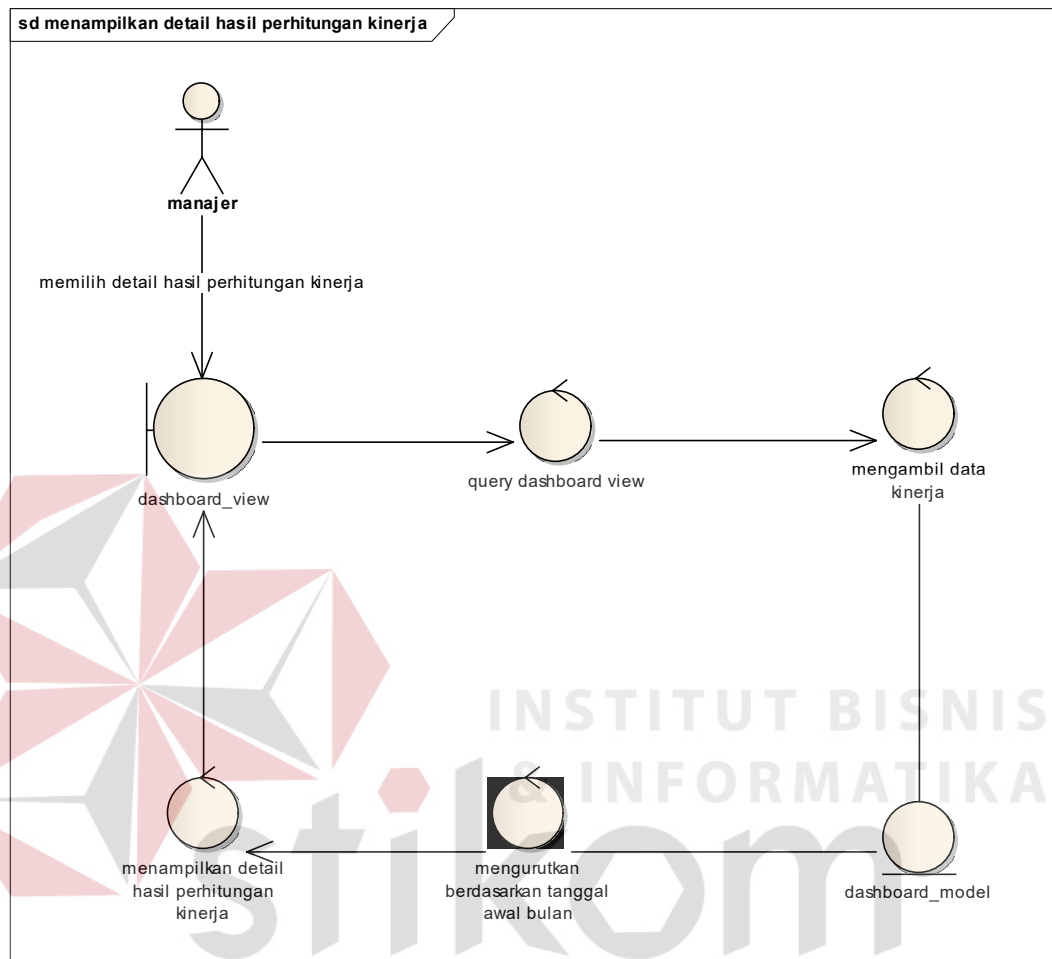 sd menampilkan detail hasil perhitungan kinerja
manajer
memilih detail hasil perhitungan kinerja
dashboard_view
query dashboard view
mengambil data
kinerja
INSTITUT BISNIS
& INFORMATIKA
stikom
menampilkan detail
hasil perhitungan
kinerja
mengurutkan
berdasarkan tanggal
awal bulan
dashboard_model